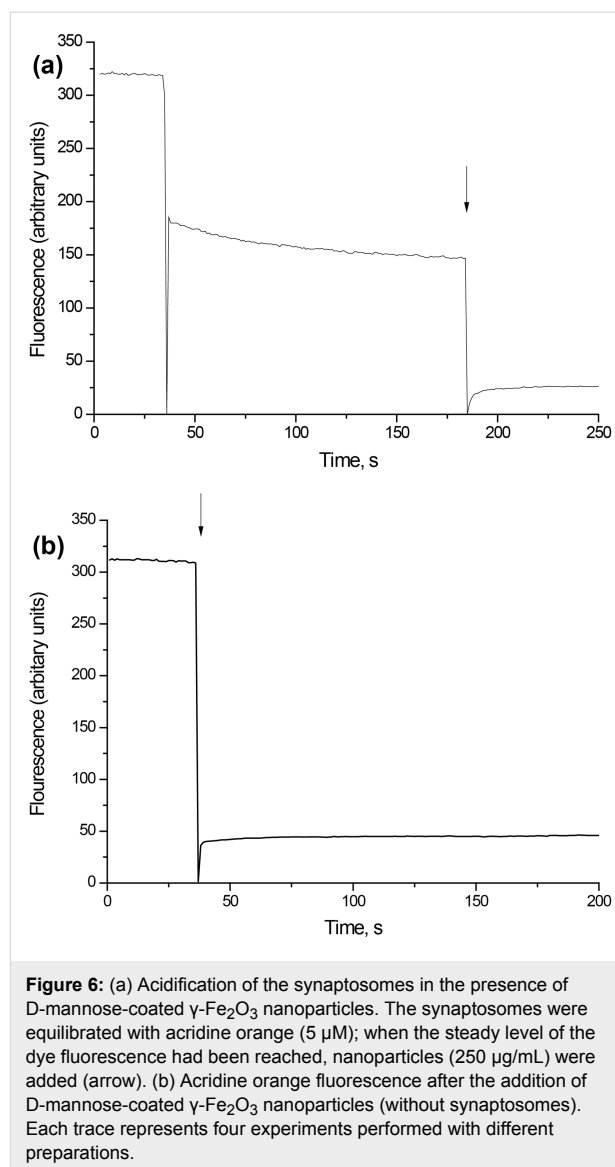 (a)
350
300
250
200
150
100
50
0
Fluorescence (arbitrary units)
0 50 100 150 200 250
Time, s
(b)
350
300
250
200
150
100
50
0
Flourescence (arbitary units)
0 50 100 150 200
Time, s
Figure 6: (a) Acidification of the synaptosomes in the presence of
D-mannose-coated γ-Fe₂O₃ nanoparticles. The synaptosomes were
equilibrated with acridine orange (5 µM); when the steady level of the
dye fluorescence had been reached, nanoparticles (250 µg/mL) were
added (arrow). (b) Acridine orange fluorescence after the addition of
D-mannose-coated γ-Fe₂O₃ nanoparticles (without synaptosomes).
Each trace represents four experiments performed with different
preparations.